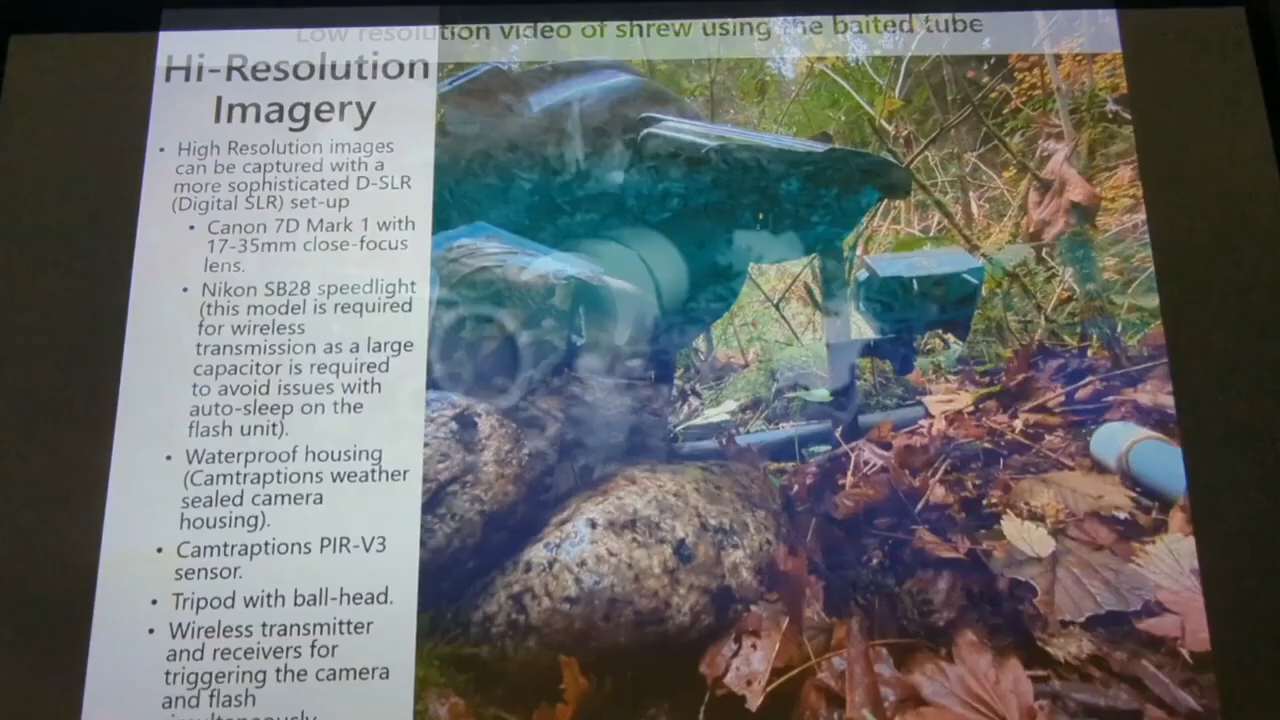 Low resolution video of shrew using the baited tube
Hi-Resolution
Imagery
• High Resolution images
can be captured with a
more sophisticated D-SLR
(Digital SLR) set-up
• Canon 7D Mark 1 with
17-35mm close-focus
lens.
• Nikon SB28 speedlight
(this model is required
for wireless
transmission as a large
capacitor is required
to avoid issues with
auto-sleep on the
flash unit).
• Waterproof housing
(Camtraptions weather
sealed camera
housing).
• Camtraptions PIR-V3
sensor.
• Tripod with ball-head.
• Wireless transmitter
and receivers for
triggering the camera
and flash
simultaneously